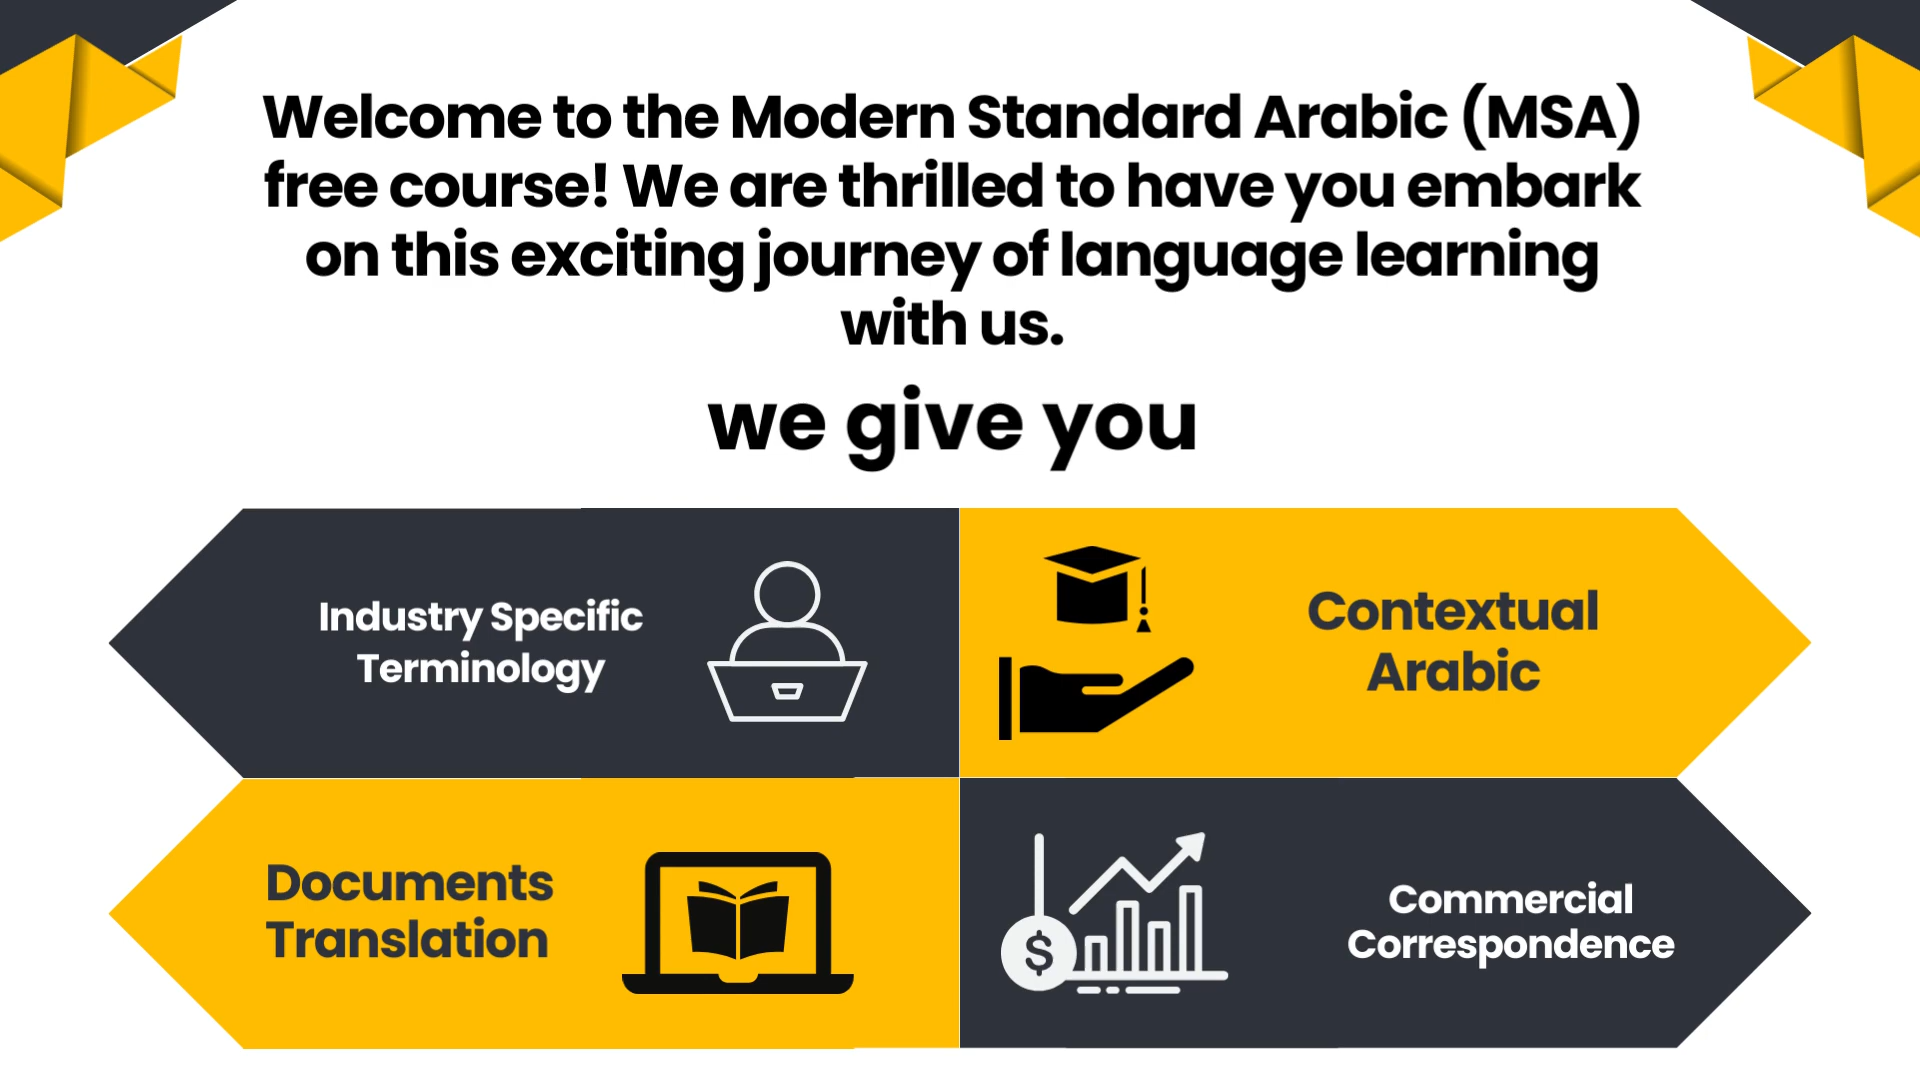 Welcome to the Modern Standard Arabic (MSA)
free course! We are thrilled to have you embark
on this exciting journey of language learning
with us.
we give you
Industry Specific
Terminology
Contextual
Arabic
Documents
Translation
$
Commercial
Correspondence